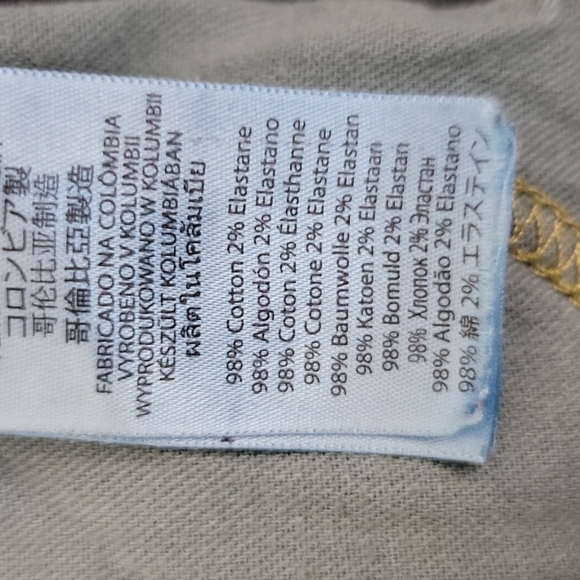 コロンビア製
哥伦比亚制造
哥倫比亞製造
FABRICADO NA COLÔMBIA
VYROBENO V KOLUMBII
WYPRODUKOWANO W KOLUMBII
KÉSZÜLT KOLUMBIÁBAN
ผลิตในโคลัมเบีย
98% Cotton 2% Elastane
98% Algodón 2% Elastano
98% Coton 2% Élasthanne
98% Cotone 2% Elastane
98% Baumwolle 2% Elastan
98% Katoen 2% Elastaan
98% Bomuld 2% Elastan
98% Хлопок 2% Эластан
98% Algodão 2% Elastano
98% 綿 2% エラステイン